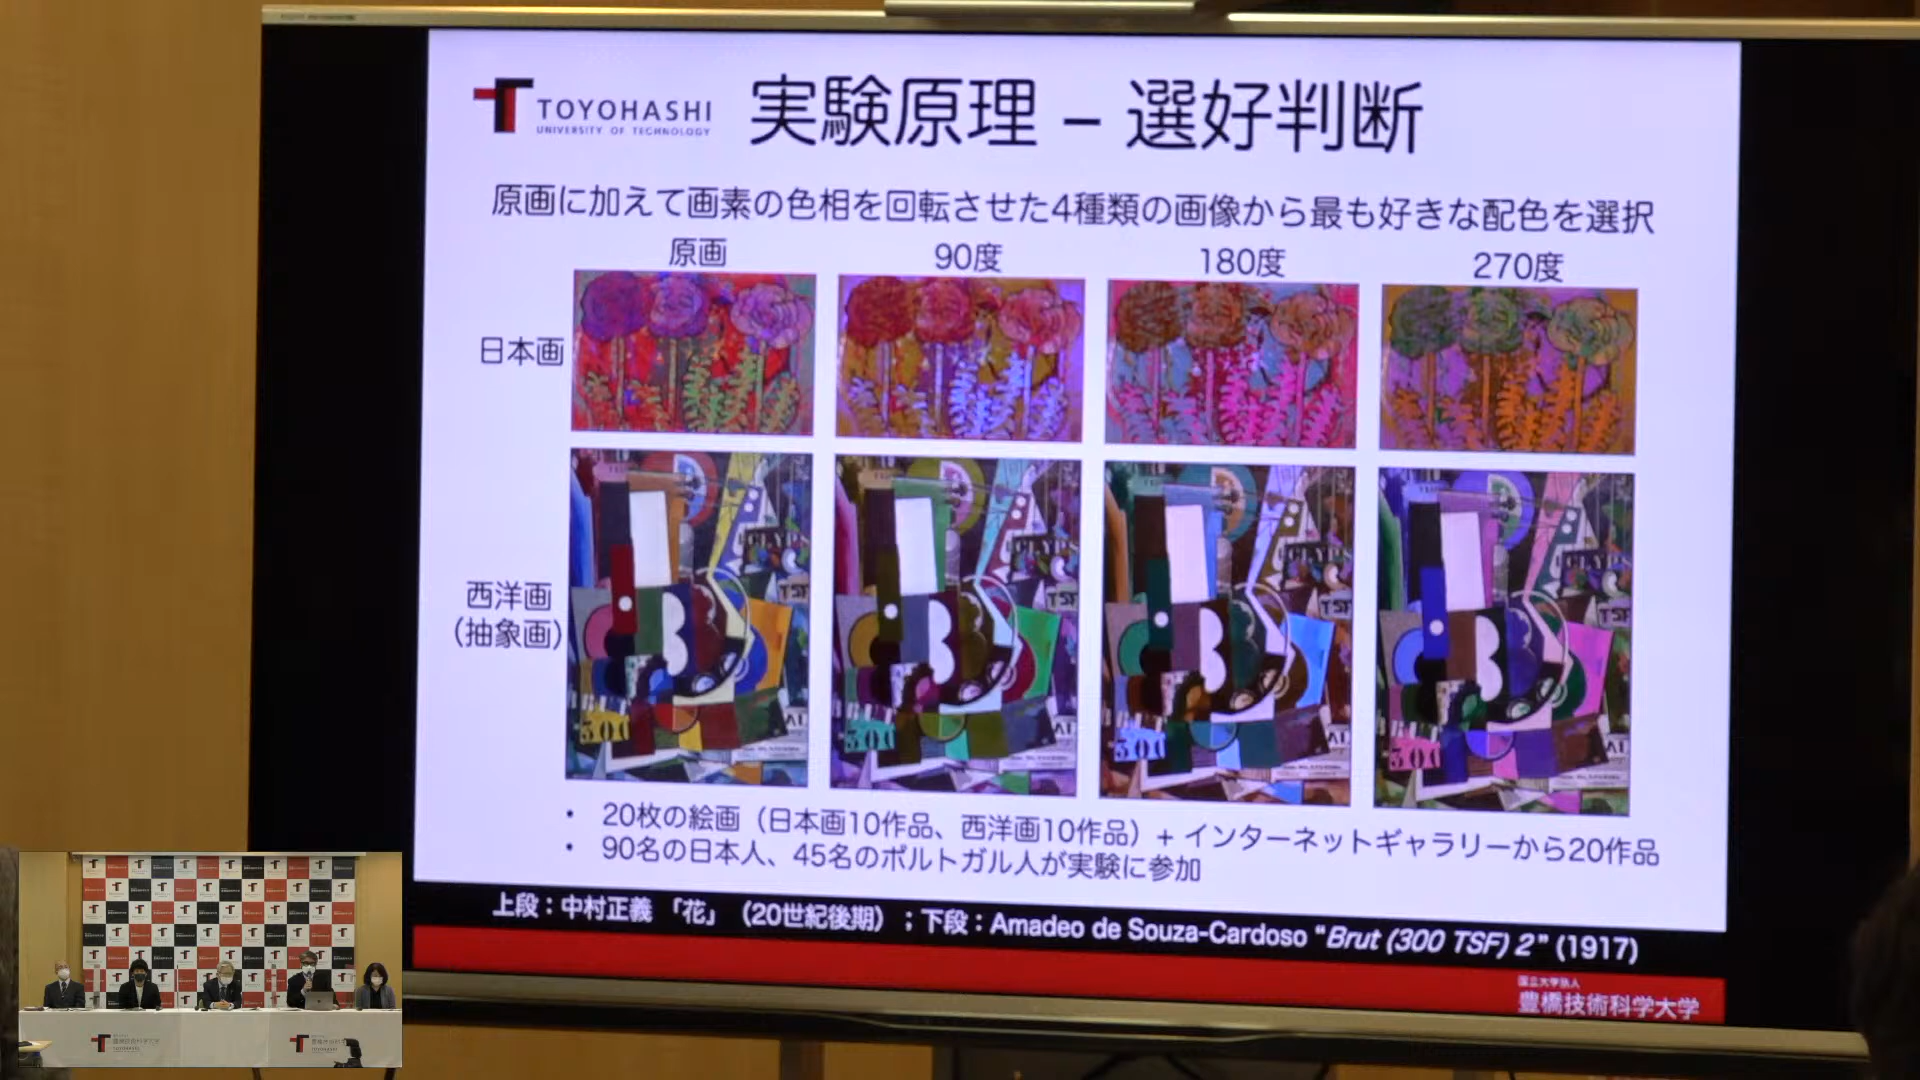 TOYOHASHI
UNIVERSITY OF TECHNOLOGY
実験原理 – 選好判断
原画に加えて画素の色相を回転させた4種類の画像から最も好きな配色を選択
原画 90度 180度 270度
日本画
西洋画
(抽象画)
• 20枚の絵画（日本画10作品、西洋画10作品）+ インターネットギャラリーから20作品
• 90名の日本人、45名のポルトガル人が実験に参加
上段：中村正義 「花」（20世紀後期）；下段：Amadeo de Souza-Cardoso “Brut (300 TSF) 2” (1917)
国立大学法人
豊橋技術科学大学